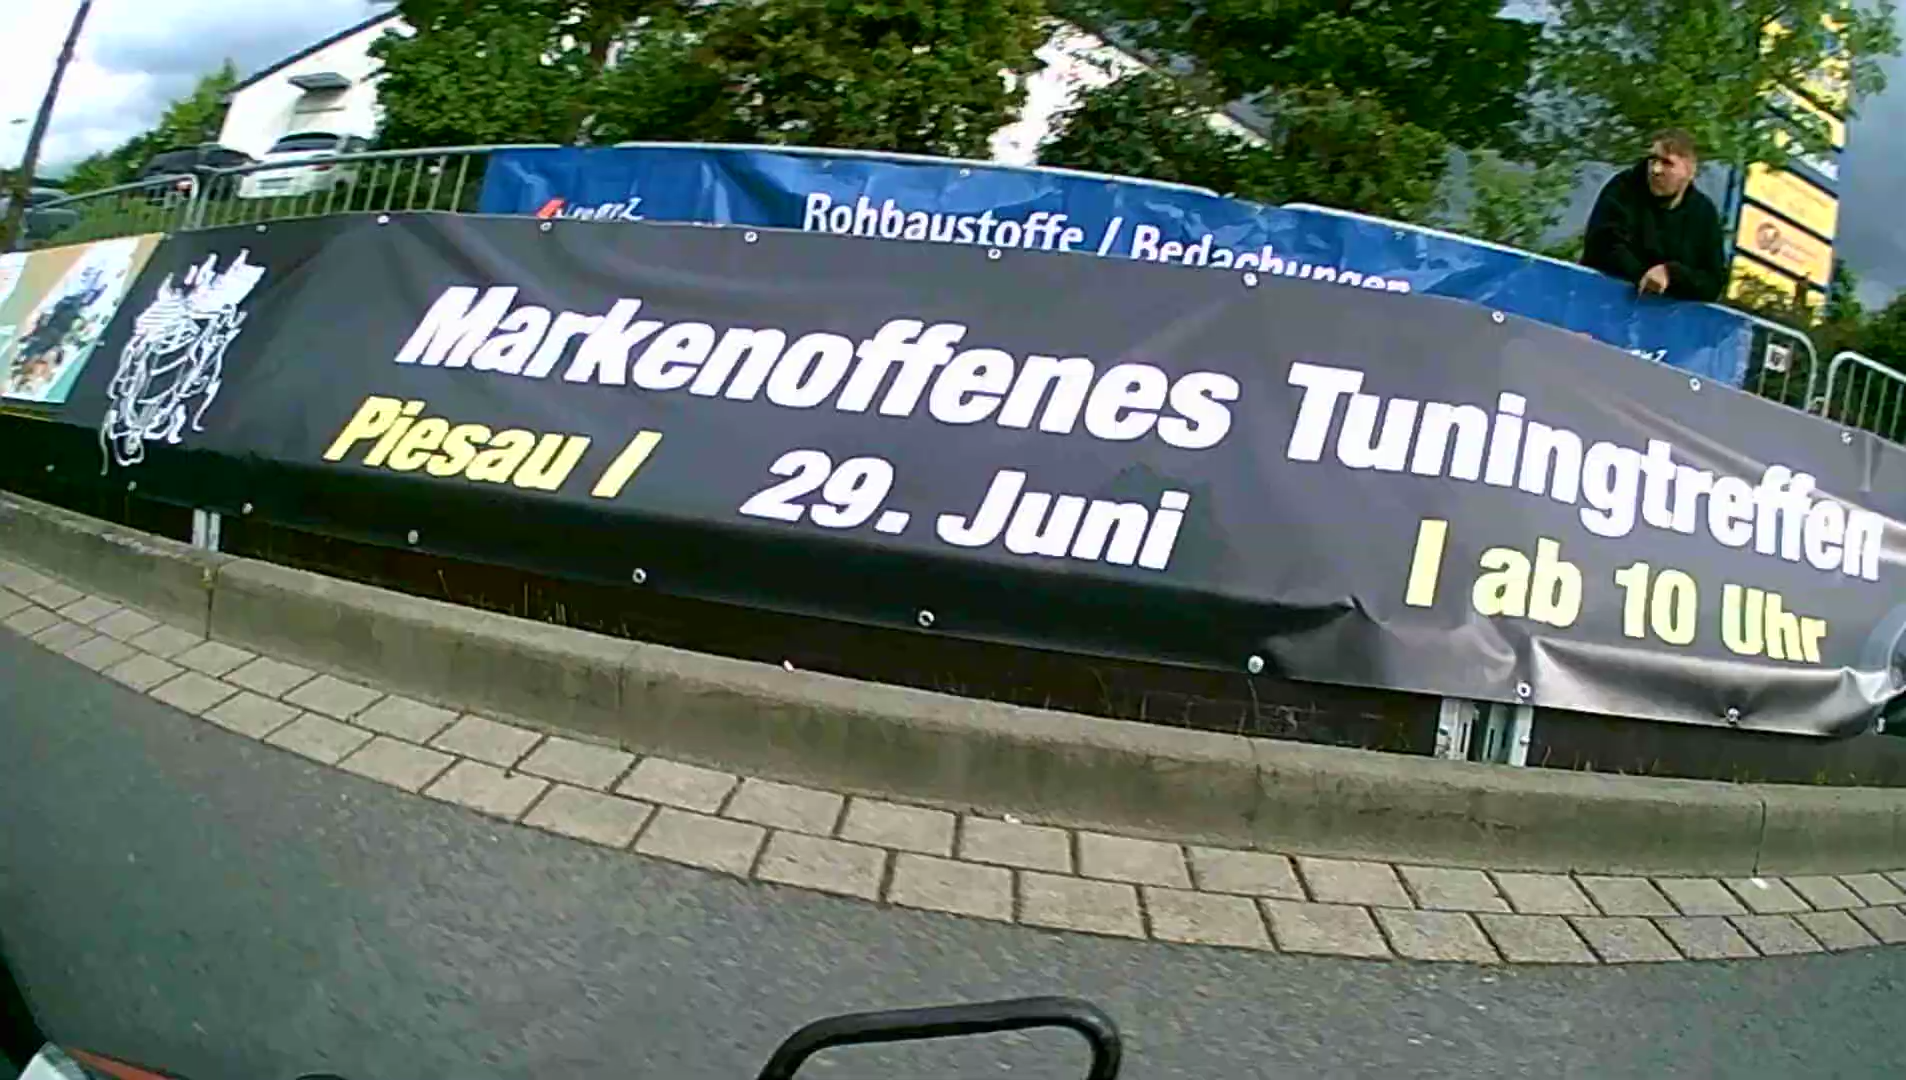 Rohbaustoffe / Bedachungen
Markenoffenes Tuningtreffen
Piesau | 29. Juni | ab 10 Uhr